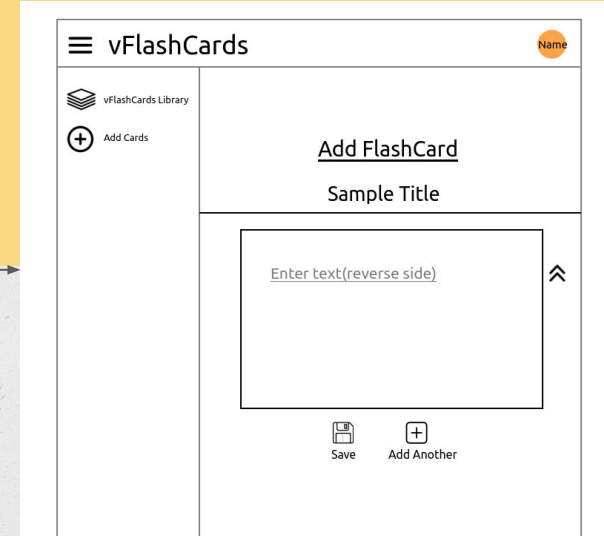 vFlashCards
Name
vFlashCards Library
Add Cards
Add FlashCard
Sample Title
Enter text(reverse side)
Save
Add Another